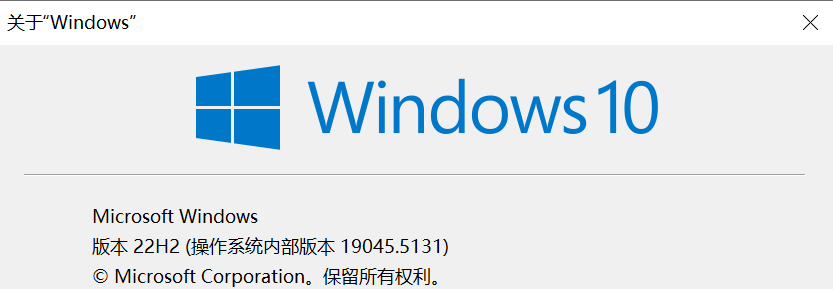 关于“Windows”
Windows 10
Microsoft Windows
版本 22H2 (操作系统内部版本 19045.5131)
© Microsoft Corporation。保留所有权利。